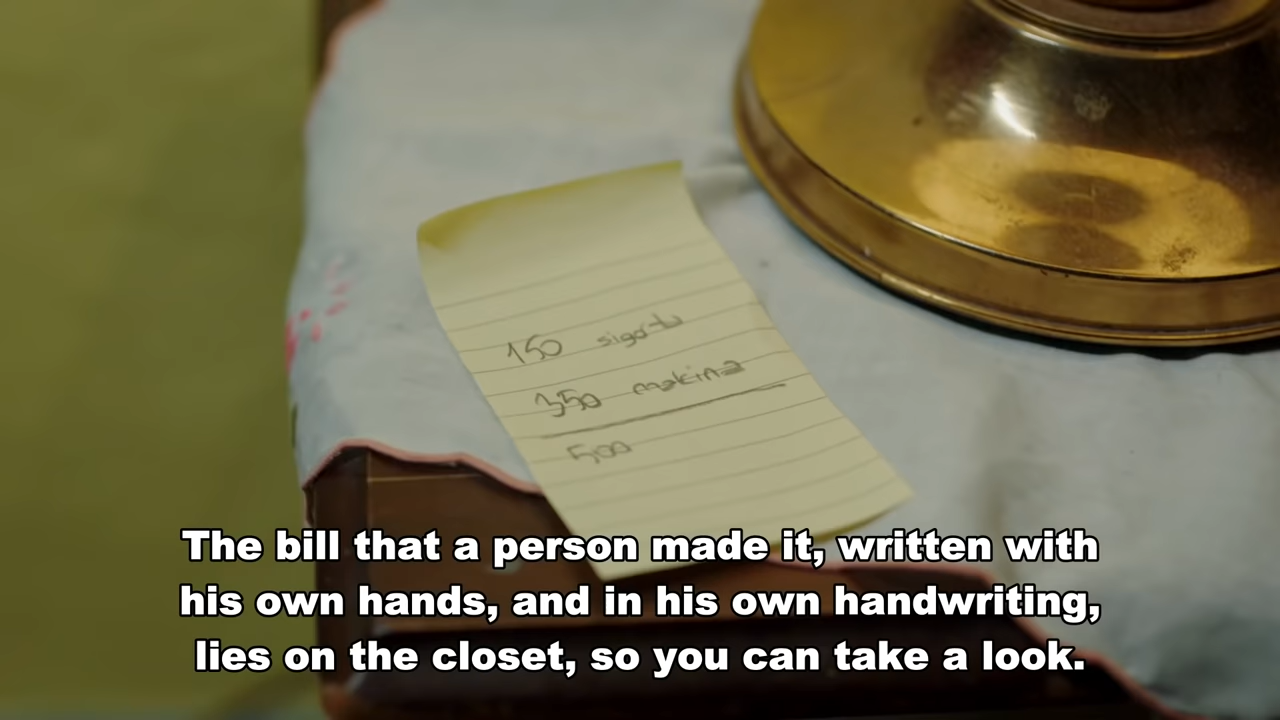 150 sigorta
350 makina
500
The bill that a person made it, written with
his own hands, and in his own handwriting,
lies on the closet, so you can take a look.